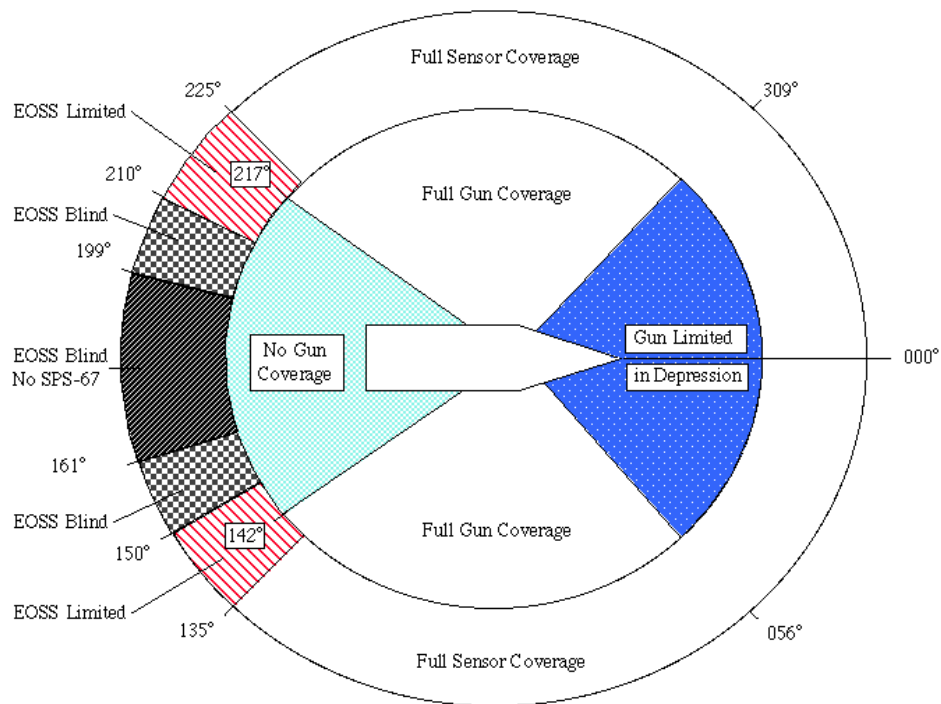 Full Sensor Coverage
225°
309°
EOSS Limited
217°
210°
Full Gun Coverage
EOSS Blind
199°
No Gun
Coverage
Gun Limited
in Depression
000°
EOSS Blind
No SPS-67
161°
EOSS Blind
150°
142°
Full Gun Coverage
EOSS Limited
135°
056°
Full Sensor Coverage